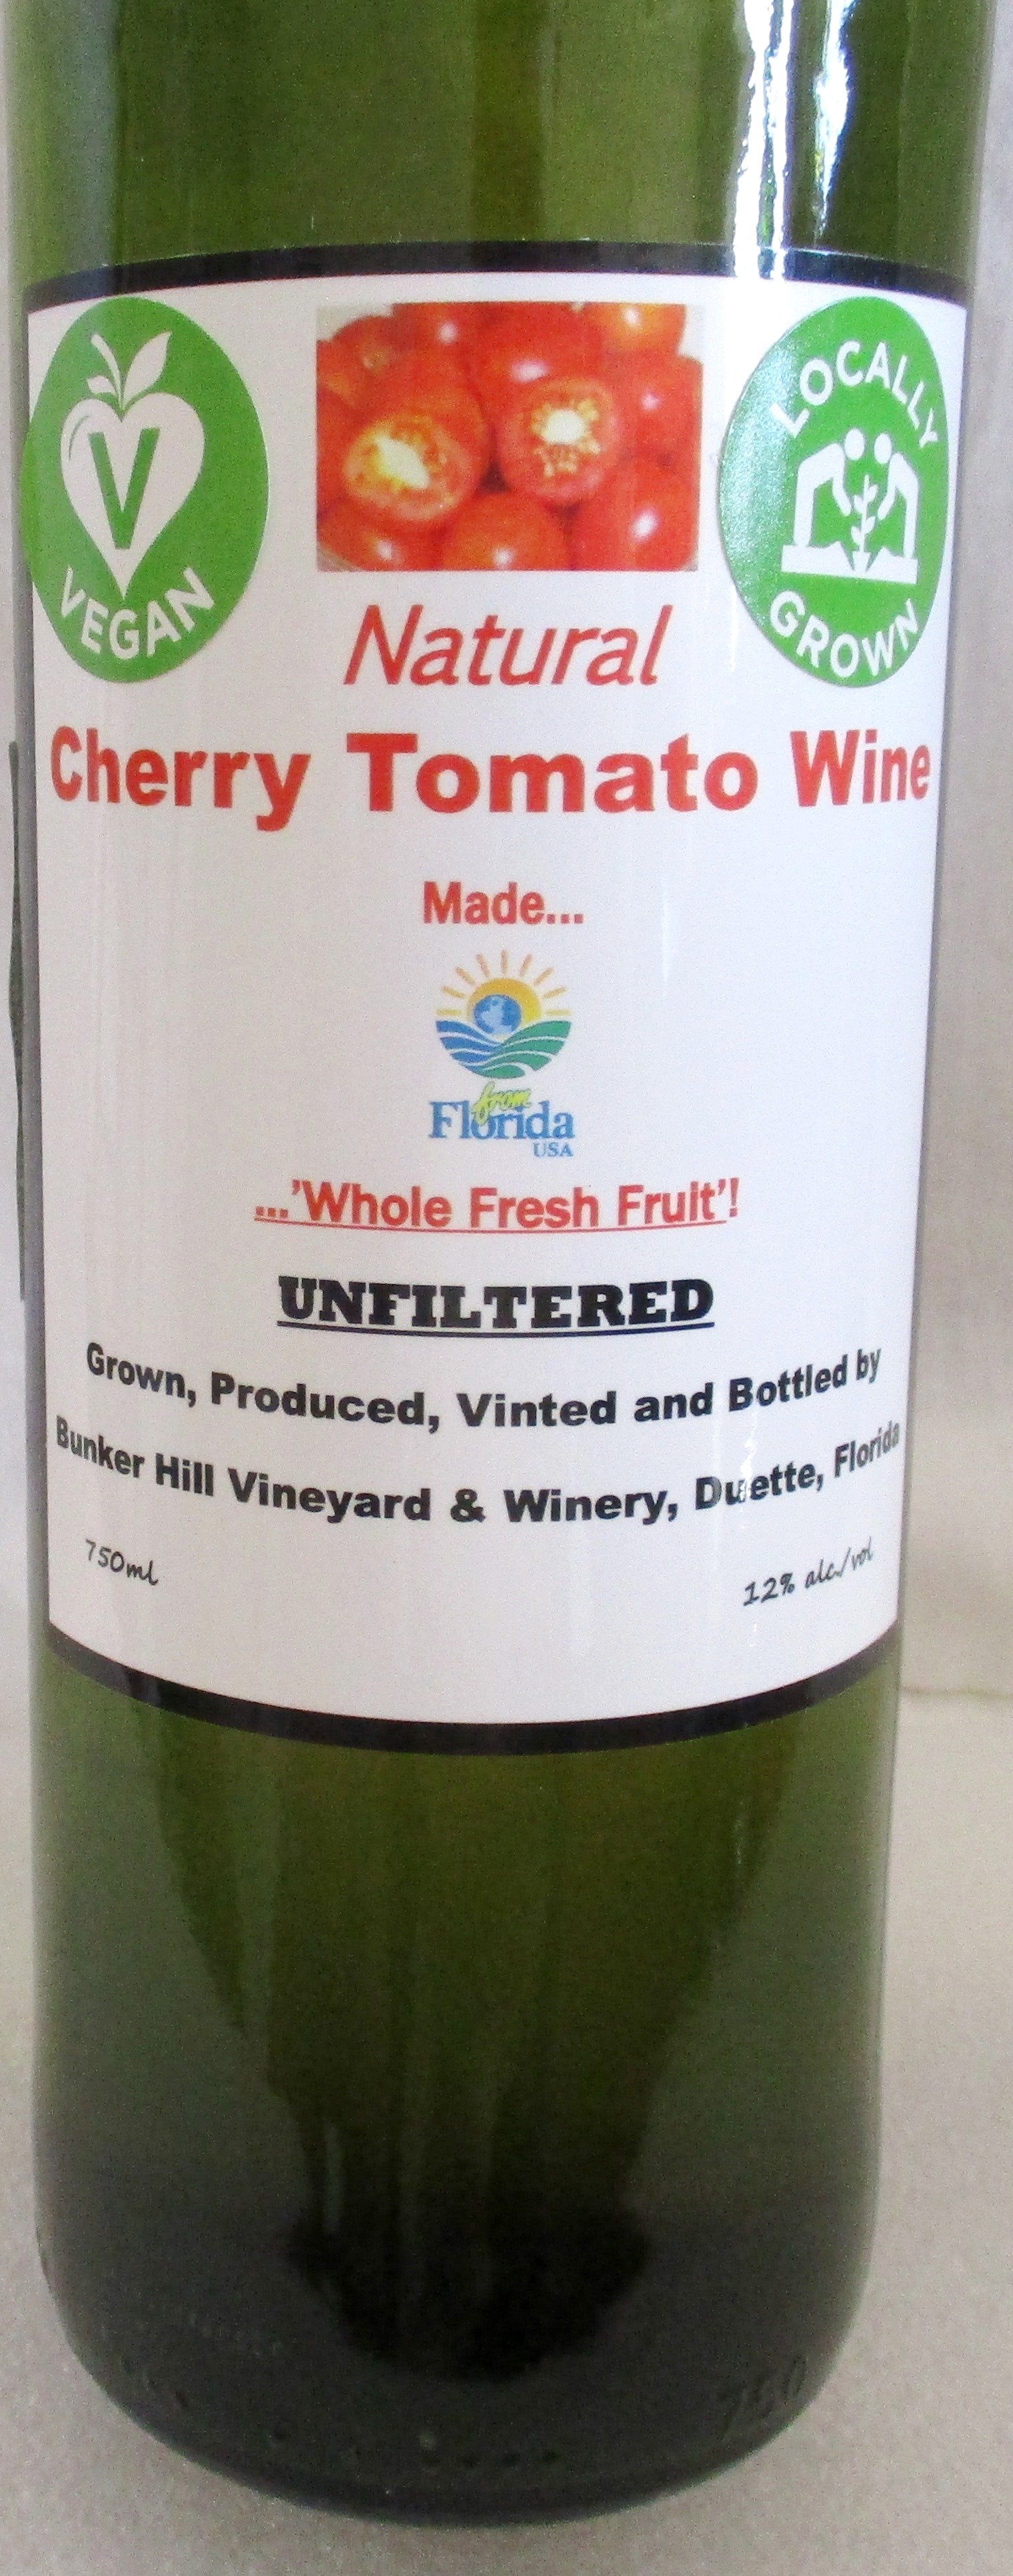 V
VEGAN
LOCALLY
GROWN
Natural
Cherry Tomato Wine
Made...
from
Florida
USA
...'Whole Fresh Fruit'!
UNFILTERED
Grown, Produced, Vinted and Bottled by
Bunker Hill Vineyard & Winery, Duette, Florida
750ml
12% alc./vol
750